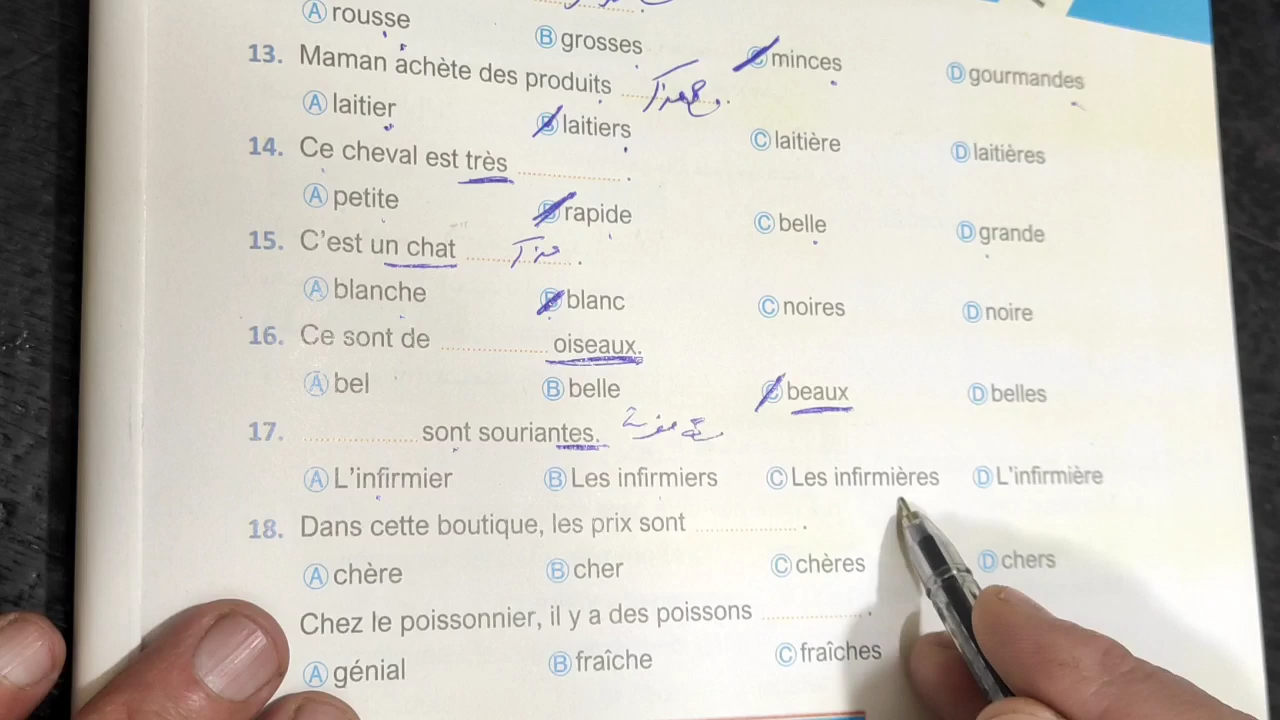 Ⓐ rousse Ⓑ grosses Ⓒ minces Ⓓ gourmandes
13. Maman achète des produits .................... .
Ⓐ laitier Ⓑ laitiers Ⓒ laitière Ⓓ laitières
14. Ce cheval est très .................... .
Ⓐ petite Ⓑ rapide Ⓒ belle Ⓓ grande
15. C'est un chat .................... .
Ⓐ blanche Ⓑ blanc Ⓒ noires Ⓓ noire
16. Ce sont de .................... oiseaux.
Ⓐ bel Ⓑ belle Ⓒ beaux Ⓓ belles
17. .................... sont souriantes.
Ⓐ L'infirmier Ⓑ Les infirmiers Ⓒ Les infirmières Ⓓ L'infirmière
18. Dans cette boutique, les prix sont .................... .
Ⓐ chère Ⓑ cher Ⓒ chères Ⓓ chers
Chez le poissonnier, il y a des poissons .................... .
Ⓐ génial Ⓑ fraîche Ⓒ fraîches